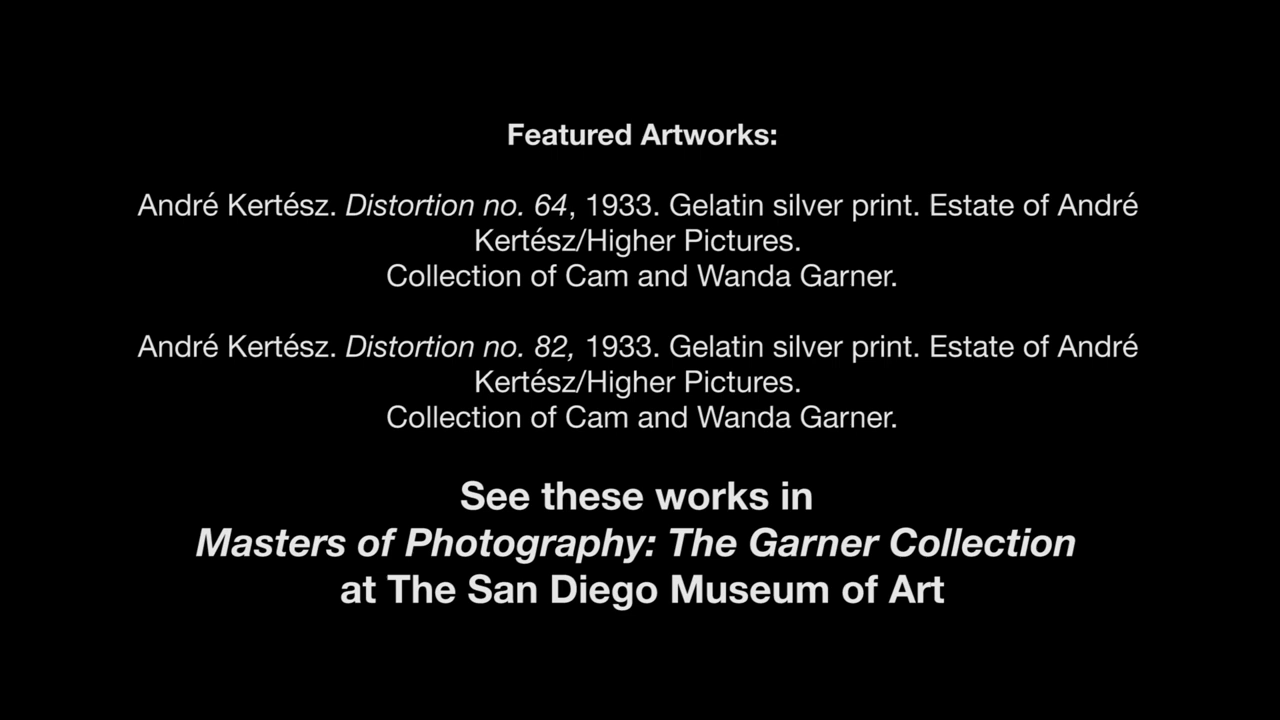 Featured Artworks:
André Kertész. Distortion no. 64, 1933. Gelatin silver print. Estate of André
Kertész/Higher Pictures.
Collection of Cam and Wanda Garner.
André Kertész. Distortion no. 82, 1933. Gelatin silver print. Estate of André
Kertész/Higher Pictures.
Collection of Cam and Wanda Garner.
See these works in
Masters of Photography: The Garner Collection
at The San Diego Museum of Art